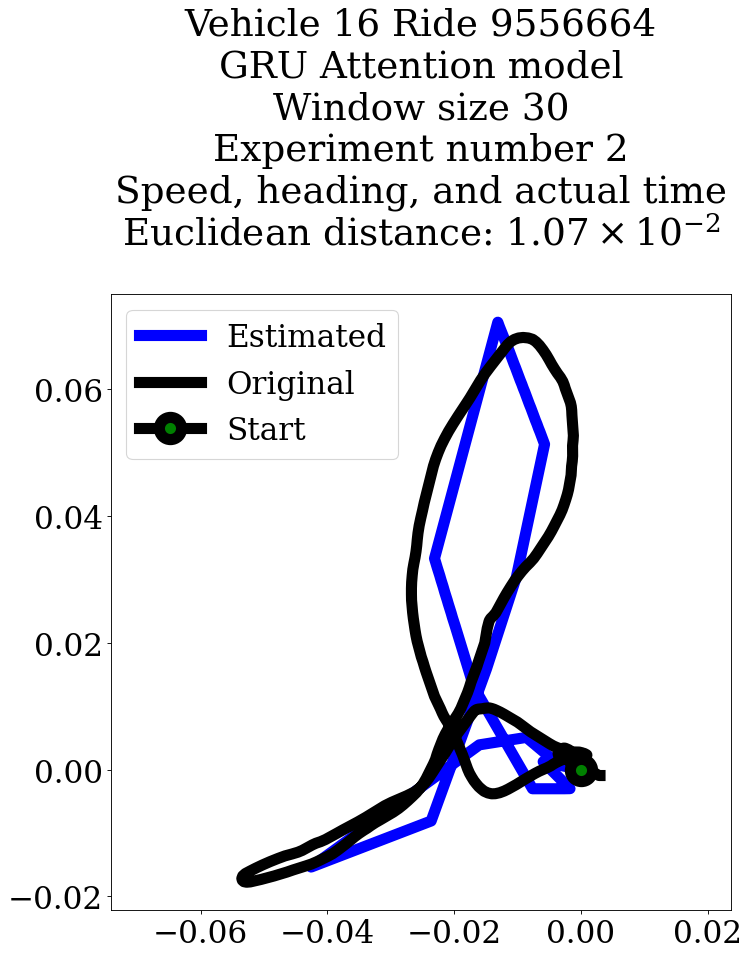 Vehicle 16 Ride 9556664
GRU Attention model
Window size 30
Experiment number 2
Speed, heading, and actual time
Euclidean distance: 1.07 × 10⁻²
Estimated
Original
Start
0.06
0.04
0.02
0.00
−0.02
−0.06
−0.04
−0.02
0.00
0.02